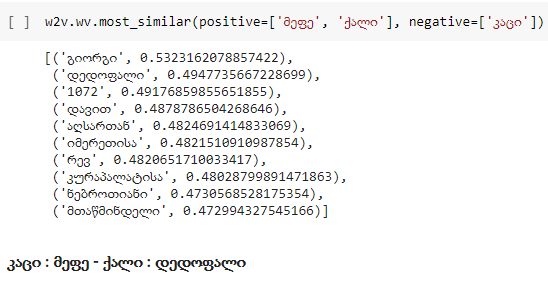 [ ] w2v.wv.most_similar(positive=['მეფე', 'ქალი'], negative=['კაცი'])
[('გიორგი', 0.5323162078857422),
('დედოფალი', 0.4947735667228699),
('1072', 0.49176859855651855),
('დავით', 0.4878786504268646),
('აღსართან', 0.4824691414833069),
('იმერეთისა', 0.4821510910987854),
('რევ', 0.4820651710033417),
('კურაპალატისა', 0.48028799891471863),
('ნებროთიანი', 0.4730568528175354),
('მთაწმინდელი', 0.472994327545166)]
კაცი : მეფე - ქალი : დედოფალი